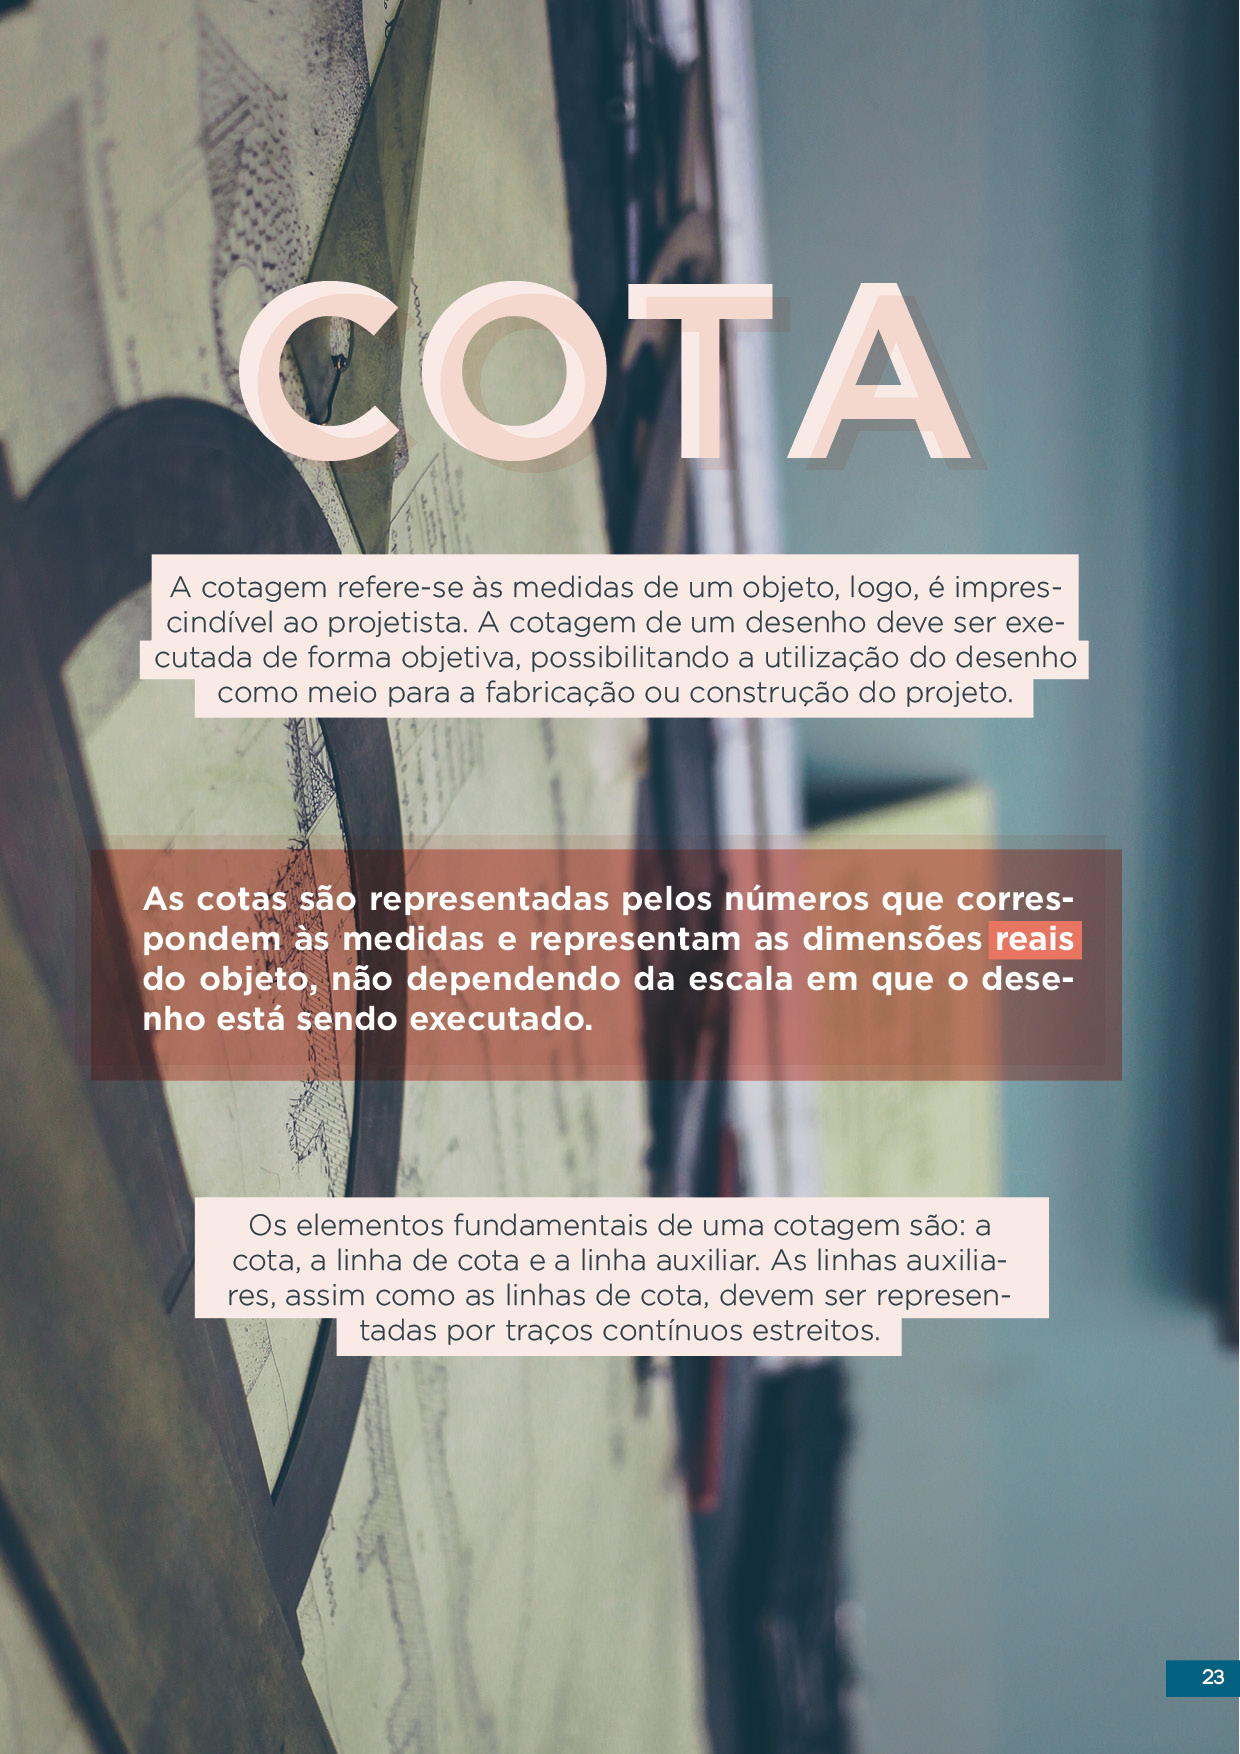 COTA
A cotagem refere-se às medidas de um objeto, logo, é impres-
cindível ao projetista. A cotagem de um desenho deve ser exe-
cutada de forma objetiva, possibilitando a utilização do desenho
como meio para a fabricação ou construção do projeto.
As cotas são representadas pelos números que corres-
pondem às medidas e representam as dimensões reais
do objeto, não dependendo da escala em que o dese-
nho está sendo executado.
Os elementos fundamentais de uma cotagem são: a
cota, a linha de cota e a linha auxiliar. As linhas auxilia-
res, assim como as linhas de cota, devem ser represen-
tadas por traços contínuos estreitos.
23